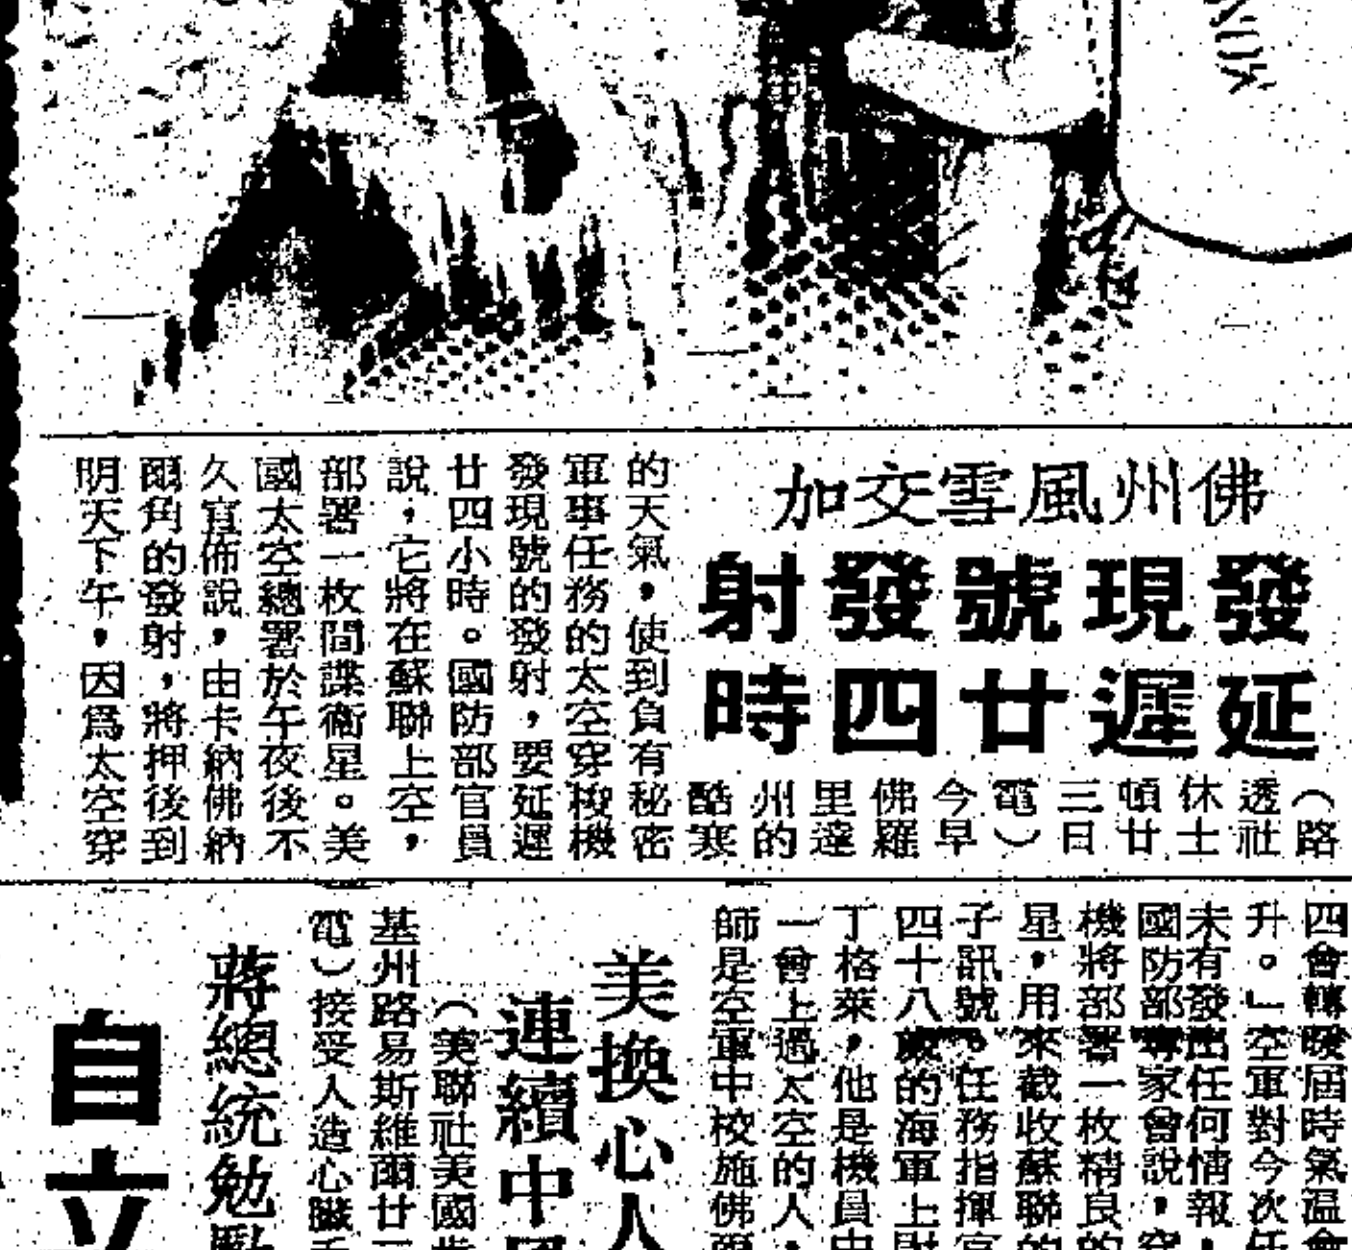 佛州風雪交加
發現號發射
延遲廿四時
（路
透社
休士
頓廿
三日
電）
今早
佛羅
里達
州的
酷寒
的天氣，使到負有秘密
軍事任務的太空穿梭機
發現號的發射，要延遲
廿四小時。國防部官員
說，它將在蘇聯上空，
部署一枚間諜衞星。美
國太空總署於午夜後不
久宣佈說，由卡納佛納
爾角的發射，將押後到
明天下午，因爲太空穿
四會轉暖屆時氣温會
升。」空軍對今次任
未有發出任何情報，
國防部專家曾說，穿
機將部署一枚精良的
星，用來截收蘇聯的
子訊號。任務指揮官
四十八歲的海軍上尉
丁格萊，他是機員中
一曾上過太空的人，
師是空軍中校施佛爾
美換心人
連續中風
（美聯社美國肯
基州路易斯維爾廿三
電）接受人造心臟手
蔣總統勉勵
自立